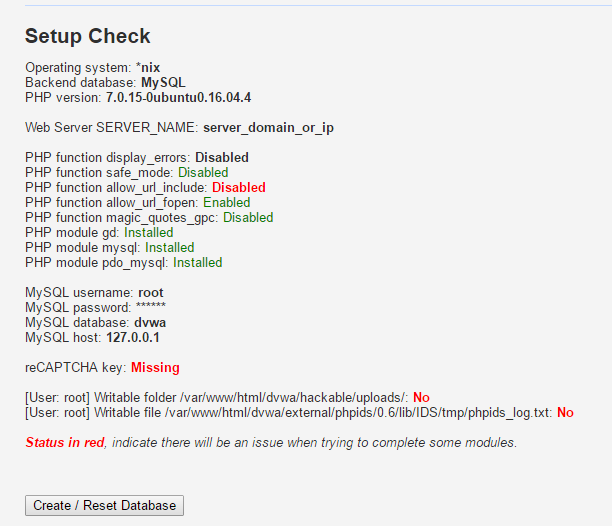 Setup Check
Operating system: *nix
Backend database: MySQL
PHP version: 7.0.15-0ubuntu0.16.04.4
Web Server SERVER_NAME: server_domain_or_ip
PHP function display_errors: Disabled
PHP function safe_mode: Disabled
PHP function allow_url_include: Disabled
PHP function allow_url_fopen: Enabled
PHP function magic_quotes_gpc: Disabled
PHP module gd: Installed
PHP module mysql: Installed
PHP module pdo_mysql: Installed
MySQL username: root
MySQL password: ******
MySQL database: dvwa
MySQL host: 127.0.0.1
reCAPTCHA key: Missing
[User: root] Writable folder /var/www/html/dvwa/hackable/uploads/: No
[User: root] Writable file /var/www/html/dvwa/external/phpids/0.6/lib/IDS/tmp/phpids_log.txt: No
Status in red, indicate there will be an issue when trying to complete some modules.
Create / Reset Database